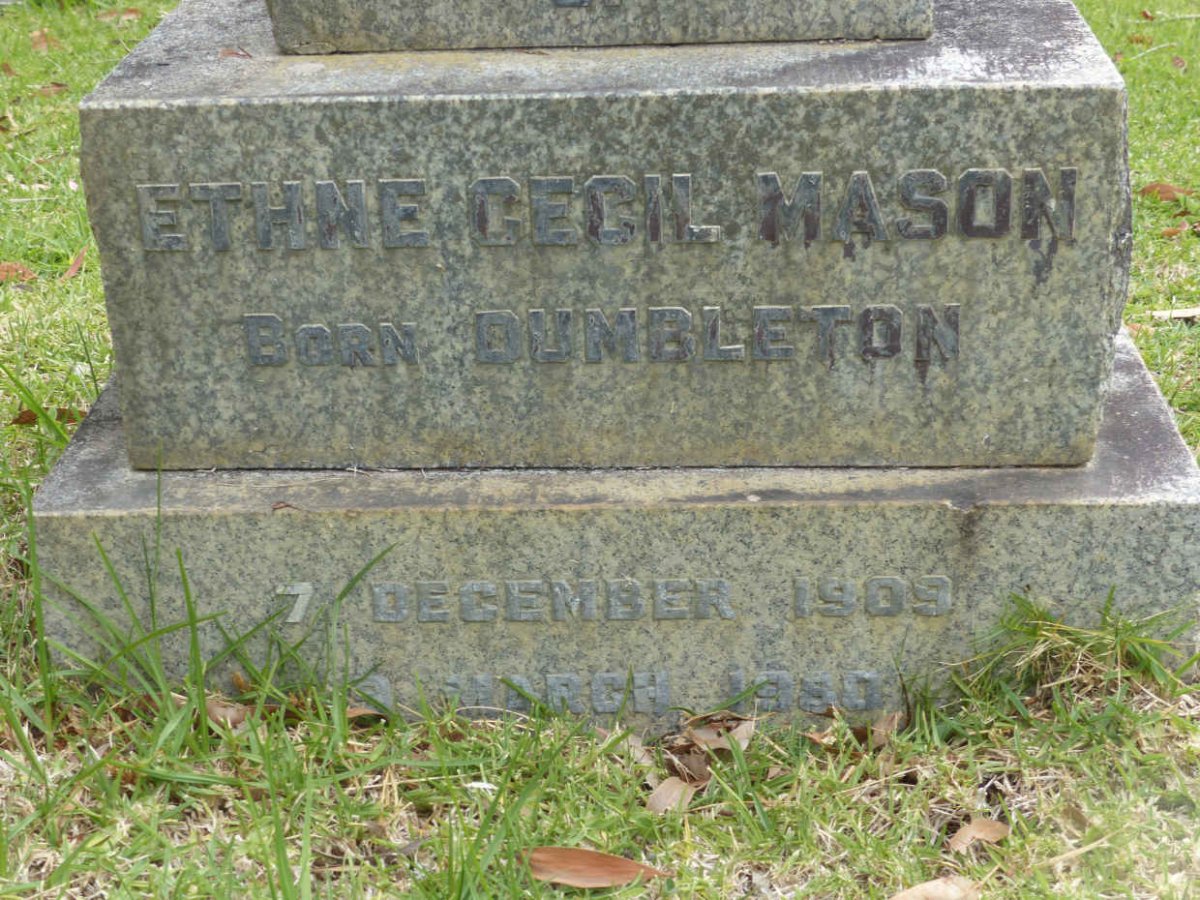 ETHNE CECIL MASON
BORN DUMBLETON
7 DECEMBER 1909
MARCH